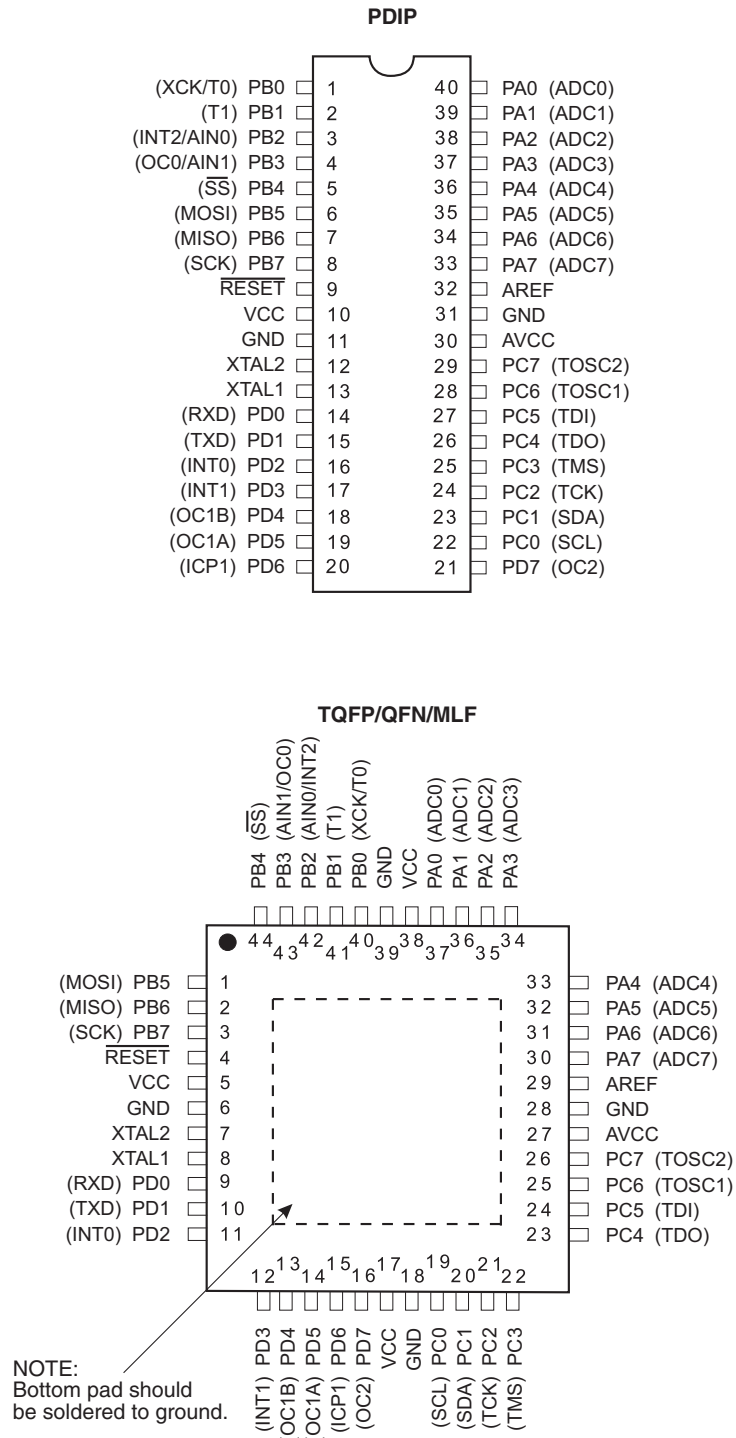 PDIP
(XCK/T0) PB0 1 40 PA0 (ADC0)
(T1) PB1 2 39 PA1 (ADC1)
(INT2/AIN0) PB2 3 38 PA2 (ADC2)
(OC0/AIN1) PB3 4 37 PA3 (ADC3)
(SS) PB4 5 36 PA4 (ADC4)
(MOSI) PB5 6 35 PA5 (ADC5)
(MISO) PB6 7 34 PA6 (ADC6)
(SCK) PB7 8 33 PA7 (ADC7)
RESET 9 32 AREF
VCC 10 31 GND
GND 11 30 AVCC
XTAL2 12 29 PC7 (TOSC2)
XTAL1 13 28 PC6 (TOSC1)
(RXD) PD0 14 27 PC5 (TDI)
(TXD) PD1 15 26 PC4 (TDO)
(INT0) PD2 16 25 PC3 (TMS)
(INT1) PD3 17 24 PC2 (TCK)
(OC1B) PD4 18 23 PC1 (SDA)
(OC1A) PD5 19 22 PC0 (SCL)
(ICP1) PD6 20 21 PD7 (OC2)
TQFP/QFN/MLF
PB4 (SS)
PB3 (AIN1/OC0)
PB2 (AIN0/INT2)
PB1 (T1)
PB0 (XCK/T0)
GND
VCC
PA0 (ADC0)
PA1 (ADC1)
PA2 (ADC2)
PA3 (ADC3)
44 43 42 41 40 39 38 37 36 35 34
(MOSI) PB5 1 33 PA4 (ADC4)
(MISO) PB6 2 32 PA5 (ADC5)
(SCK) PB7 3 31 PA6 (ADC6)
RESET 4 30 PA7 (ADC7)
VCC 5 29 AREF
GND 6 28 GND
XTAL2 7 27 AVCC
XTAL1 8 26 PC7 (TOSC2)
(RXD) PD0 9 25 PC6 (TOSC1)
(TXD) PD1 10 24 PC5 (TDI)
(INT0) PD2 11 23 PC4 (TDO)
12 13 14 15 16 17 18 19 20 21 22
(INT1) PD3
(OC1B) PD4
(OC1A) PD5
(ICP1) PD6
(OC2) PD7
VCC
GND
(SCL) PC0
(SDA) PC1
(TCK) PC2
(TMS) PC3
NOTE:
Bottom pad should
be soldered to ground.